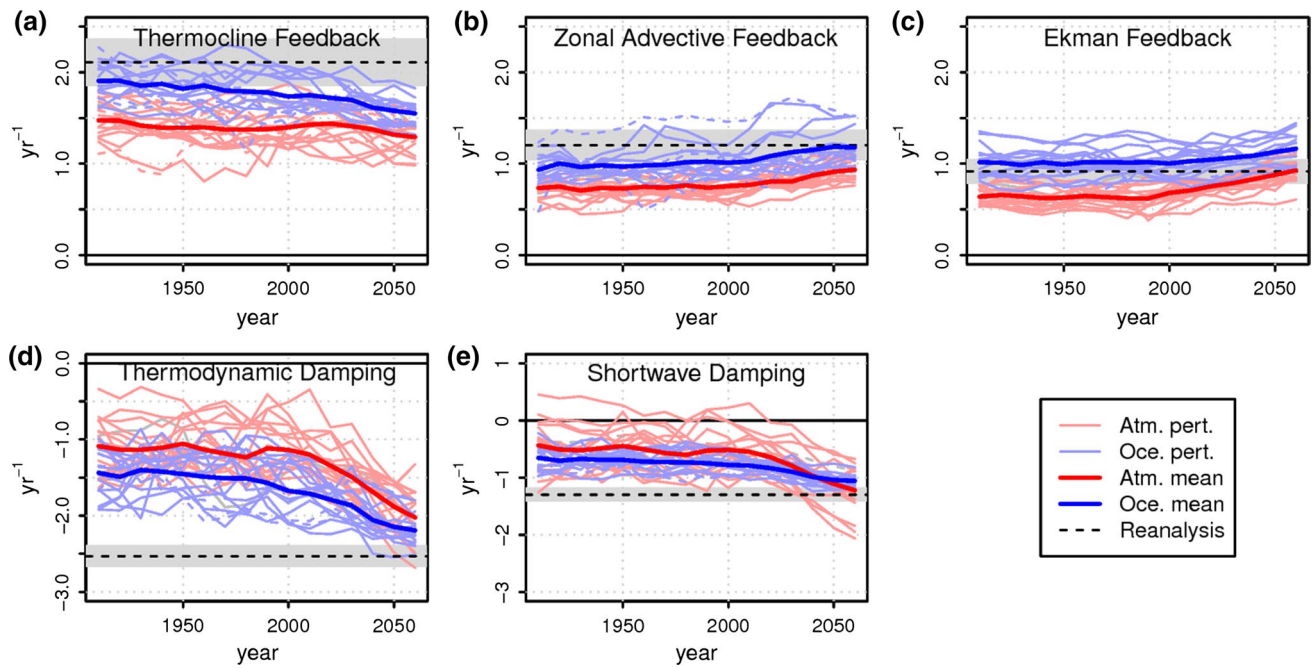 (a)
Thermocline Feedback
yr⁻¹
0.0 1.0 2.0
1950 2000 2050
year
(b)
Zonal Advective Feedback
yr⁻¹
0.0 1.0 2.0
1950 2000 2050
year
(c)
Ekman Feedback
yr⁻¹
0.0 1.0 2.0
1950 2000 2050
year
(d)
Thermodynamic Damping
yr⁻¹
−3.0 −2.0 −1.0 0.0
1950 2000 2050
year
(e)
Shortwave Damping
yr⁻¹
−3 −2 −1 0 1
1950 2000 2050
year
Atm. pert.
Oce. pert.
Atm. mean
Oce. mean
Reanalysis